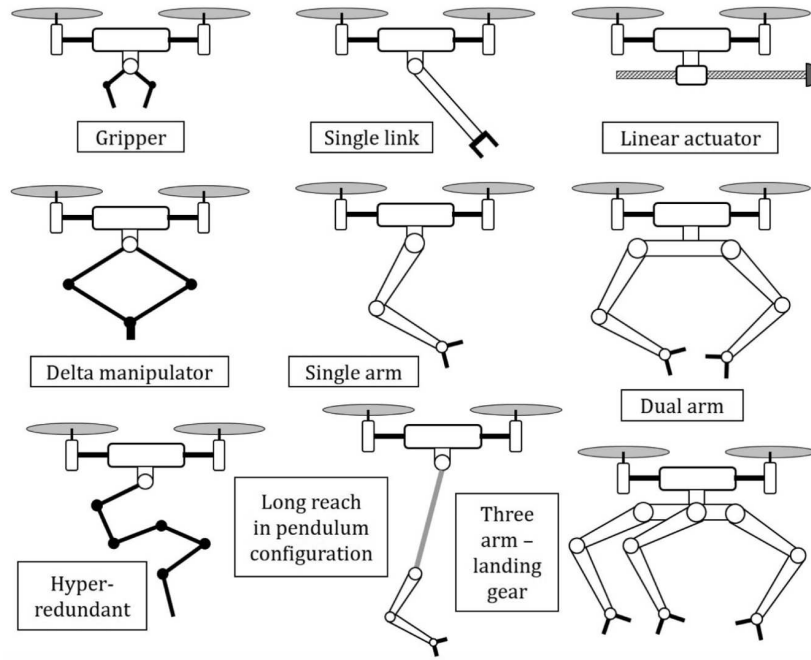 Gripper
Single link
Linear actuator
Delta manipulator
Single arm
Dual arm
Hyper-
redundant
Long reach
in pendulum
configuration
Three
arm –
landing
gear